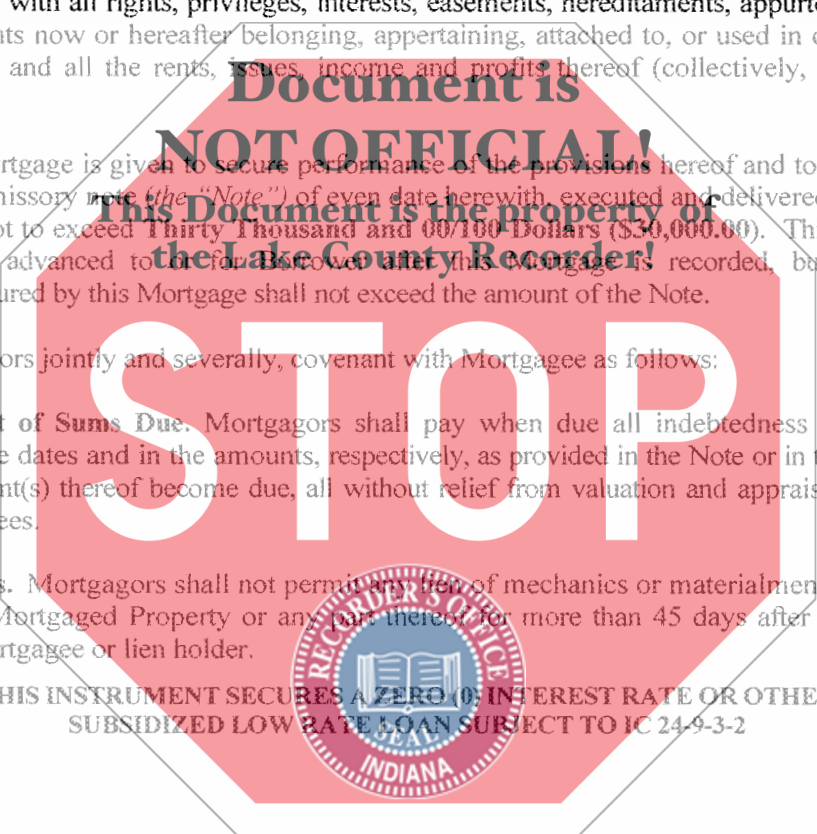 with all rights, privileges, interests, easements, hereditaments, appurte
nts now or hereafter belonging, appertaining, attached to, or used in c
and all the rents, issues, income and profits thereof (collectively,
Document is
NOT OFFICIAL!
This Document is the property of
the Lake County Recorder!
rtgage is given to secure performance of the provisions hereof and to
nissory note (the "Note") of even date herewith, executed and delivered
ot to exceed Thirty Thousand and 00/100 Dollars ($30,000.00). Th
advanced to or for Borrower after this Mortgage is recorded, bu
ured by this Mortgage shall not exceed the amount of the Note.
STOP
ors jointly and severally, covenant with Mortgagee as follows:
t of Sums Due. Mortgagors shall pay when due all indebtedness
e dates and in the amounts, respectively, as provided in the Note or in t
nt(s) thereof become due, all without relief from valuation and apprais
ees.
s. Mortgagors shall not permit any lien of mechanics or materialmen
Mortgaged Property or any part thereof for more than 45 days after
rtgagee or lien holder.
RECORDER'S OFFICE
SEAL
INDIANA
HIS INSTRUMENT SECURES A ZERO (0) INTEREST RATE OR OTHE
SUBSIDIZED LOW RATE LOAN SUBJECT TO IC 24-9-3-2